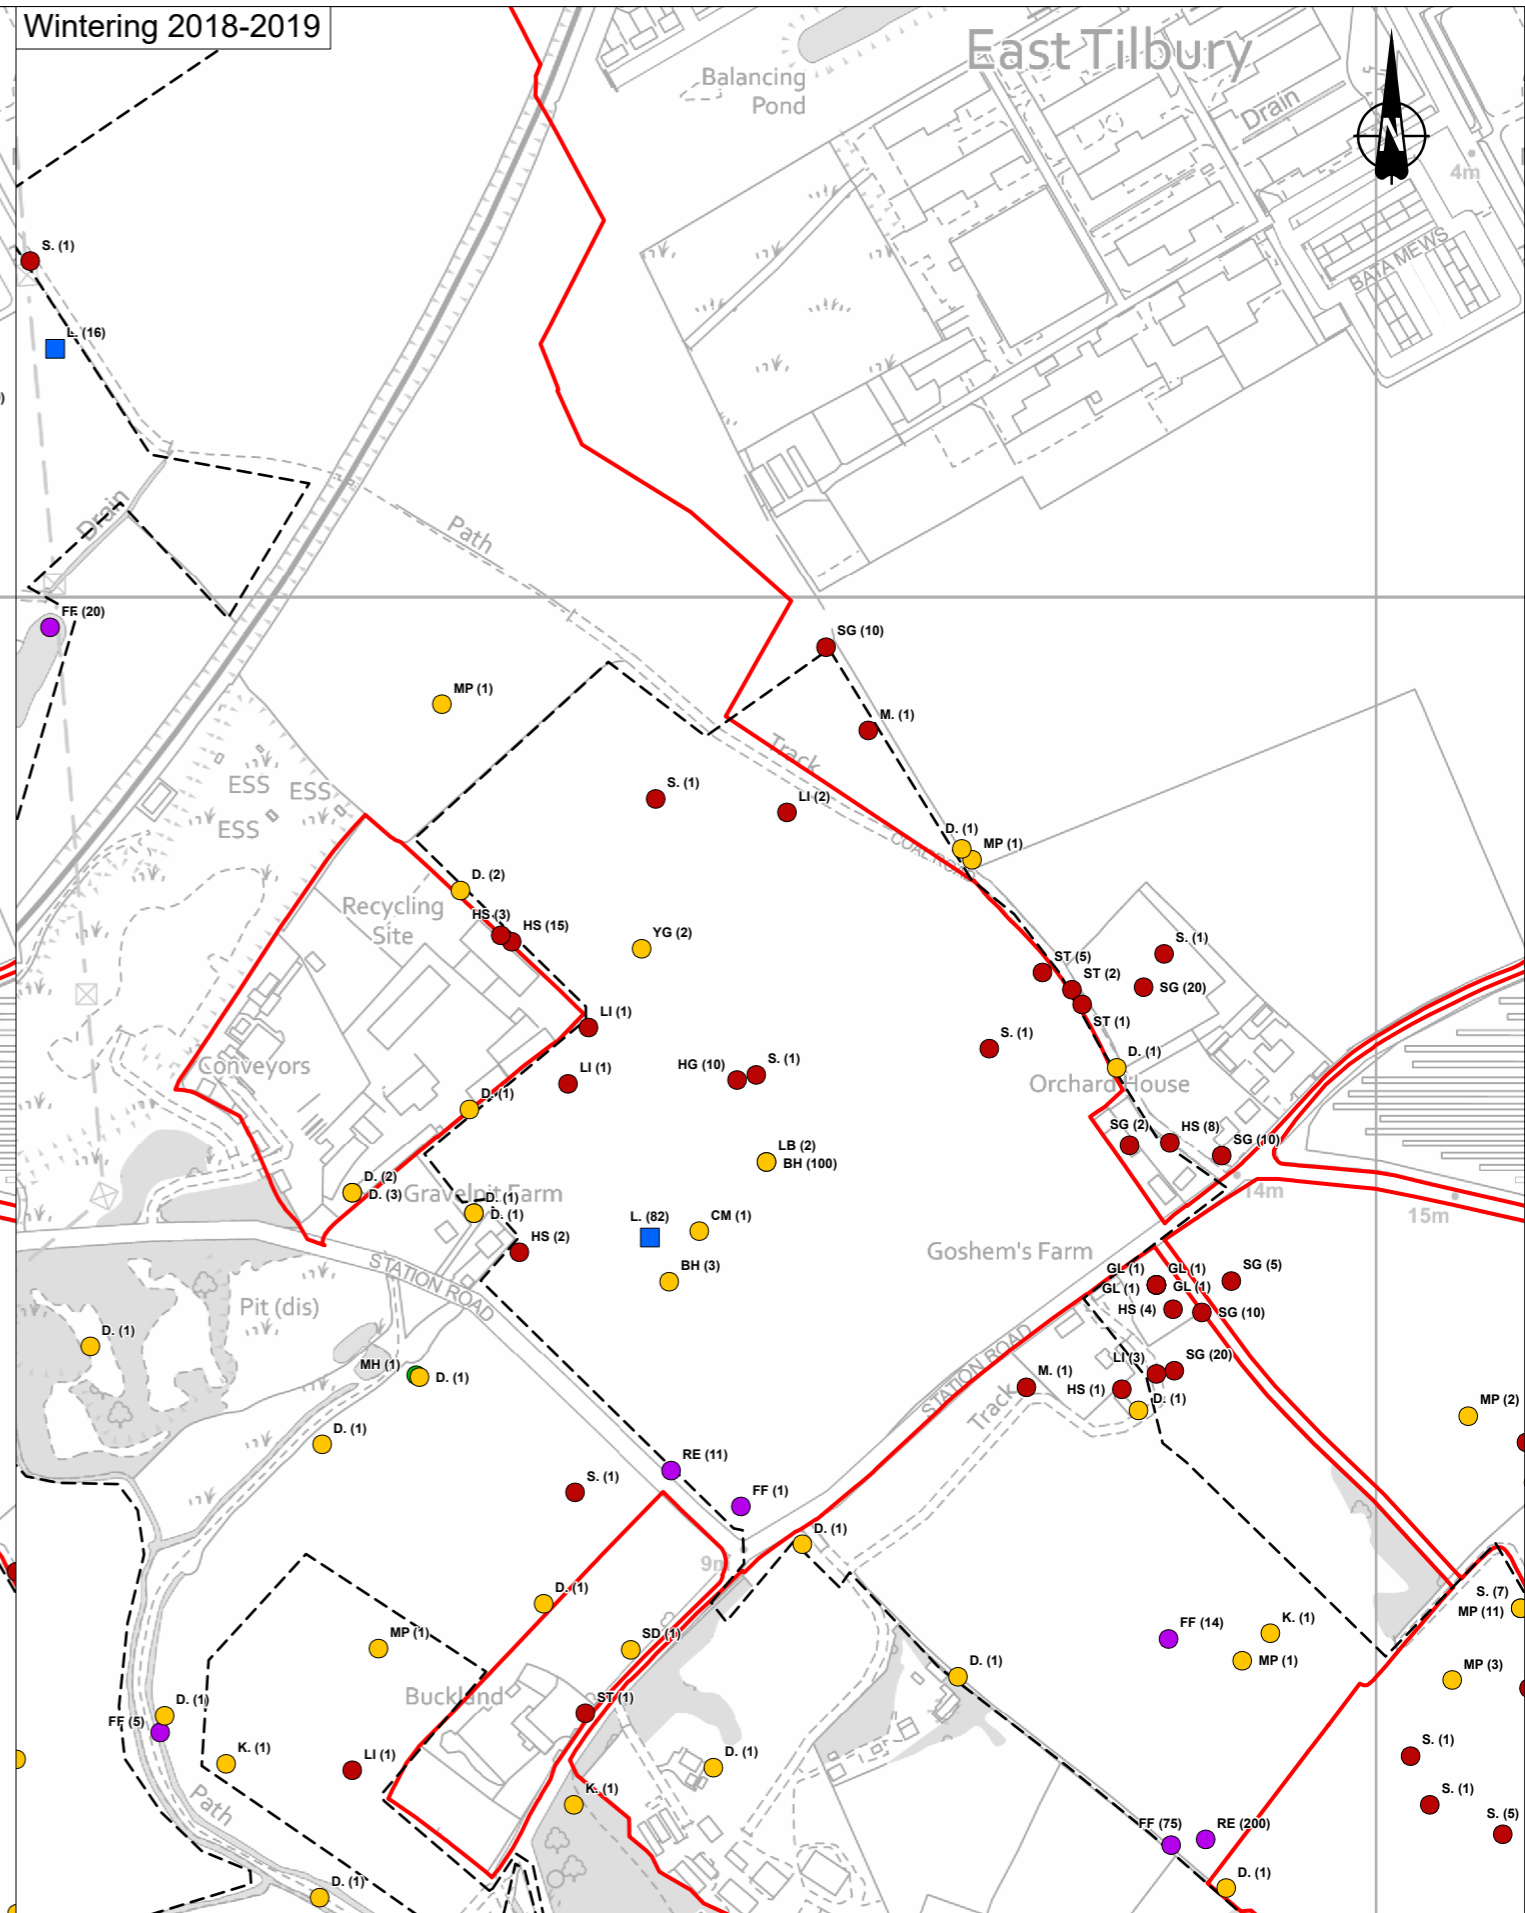 Wintering 2018-2019
East Tilbury
Balancing
Pond
Drain
N
4m
BATA MEWS
S. (1)
L. (16)
)
Drain
Path
FF (20)
SG (10)
MP (1)
M. (1)
Track
ESS
ESS
S. (1)
LI (2)
ESS
D. (1)
MP (1)
COAL ROAD
D. (2)
Recycling
Site
HS (3)
HS (15)
YG (2)
S. (1)
ST (5)
ST (2)
SG (20)
LI (1)
ST (1)
S. (1)
D. (1)
Conveyors
LI (1)
HG (10)
S. (1)
Orchard House
D. (1)
SG (2)
HS (8)
SG (10)
LB (2)
BH (100)
D. (2)
D. (3)
Gravelpit Farm
D. (1)
D. (1)
14m
15m
L. (82)
CM (1)
HS (2)
Goshem's Farm
STATION ROAD
BH (3)
GL (1)
GL (1)
SG (5)
GL (1)
GL (1)
Pit (dis)
HS (4)
SG (10)
D. (1)
STATION ROAD
MH (1)
D. (1)
LI (3)
SG (20)
M. (1)
HS (1)
D. (1)
Track
MP (2)
D. (1)
RE (11)
S. (1)
FF (1)
D. (1)
9m
D. (1)
S. (7)
MP (11)
MP (1)
SD (1)
FF (14)
K. (1)
MP (1)
D. (1)
MP (3)
Buckland
D. (1)
FF (5)
ST (1)
K. (1)
LI (1)
D. (1)
S. (1)
Path
K. (1)
S. (1)
FF (75)
RE (200)
S. (5)
D. (1)
D. (1)